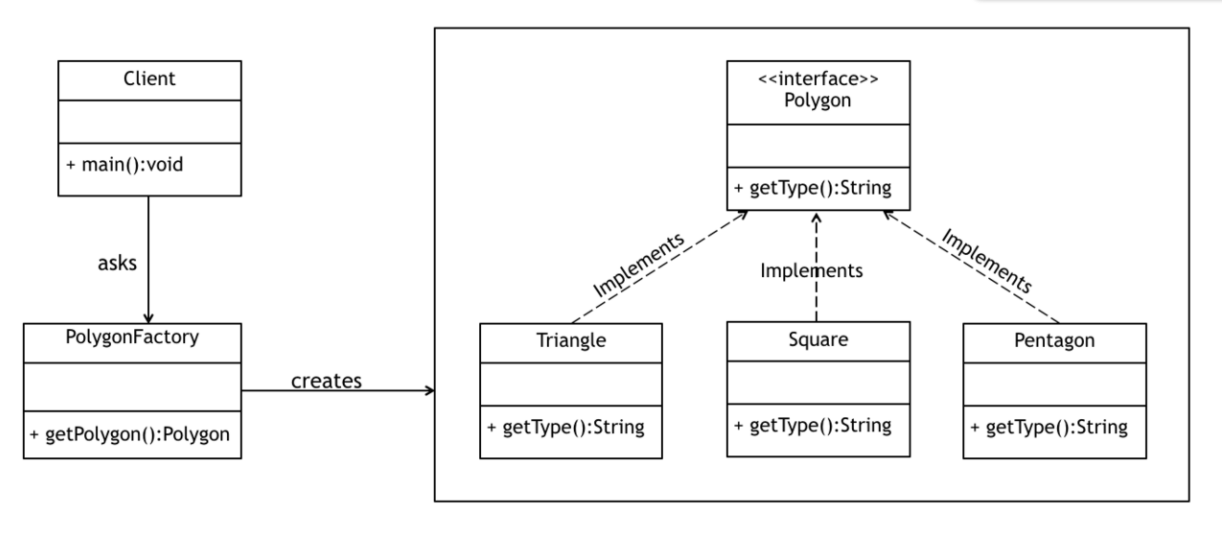 Client
+ main():void
asks
PolygonFactory
+ getPolygon():Polygon
creates
<<interface>>
Polygon
+ getType():String
Implements
Implements
Implements
Triangle
+ getType():String
Square
+ getType():String
Pentagon
+ getType():String